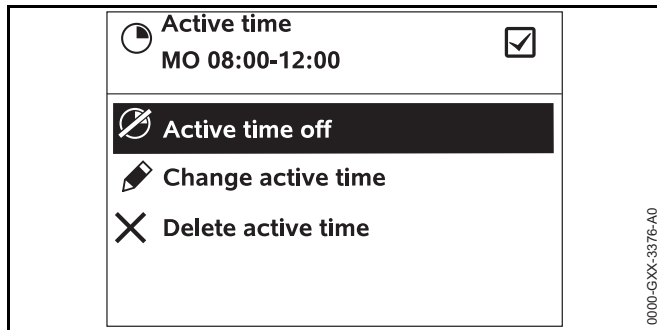 Active time
MO 08:00-12:00
Active time off
Change active time
Delete active time
0000-GXX-3376-A0